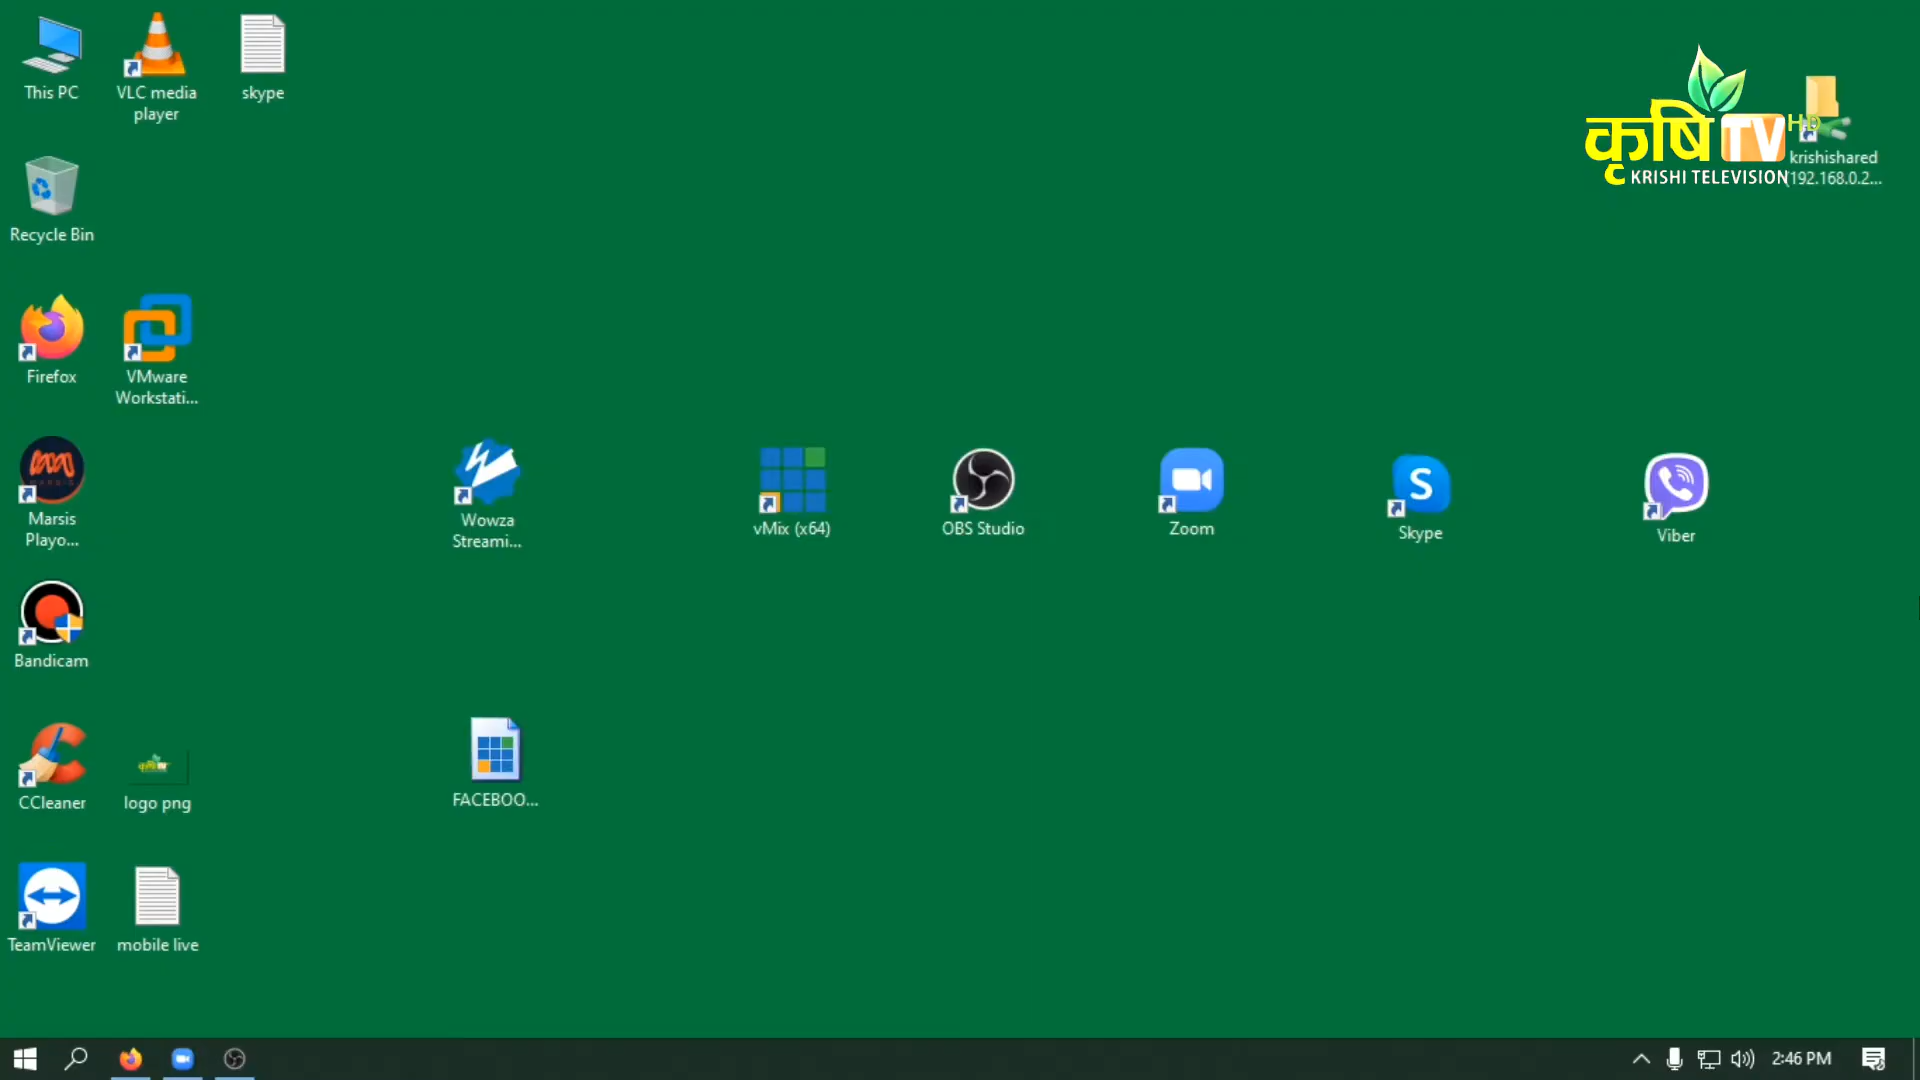 This PC
VLC media
player
skype
कृषि TV HD
KRISHI TELEVISION
krishishared
(192.168.0.2...
Recycle Bin
Firefox
VMware
Workstati...
Marsis
Playo...
Wowza
Streami...
vMix (x64)
OBS Studio
Zoom
S
Skype
Viber
Bandicam
CCleaner
logo png
FACEBOO...
TeamViewer
mobile live
2:46 PM